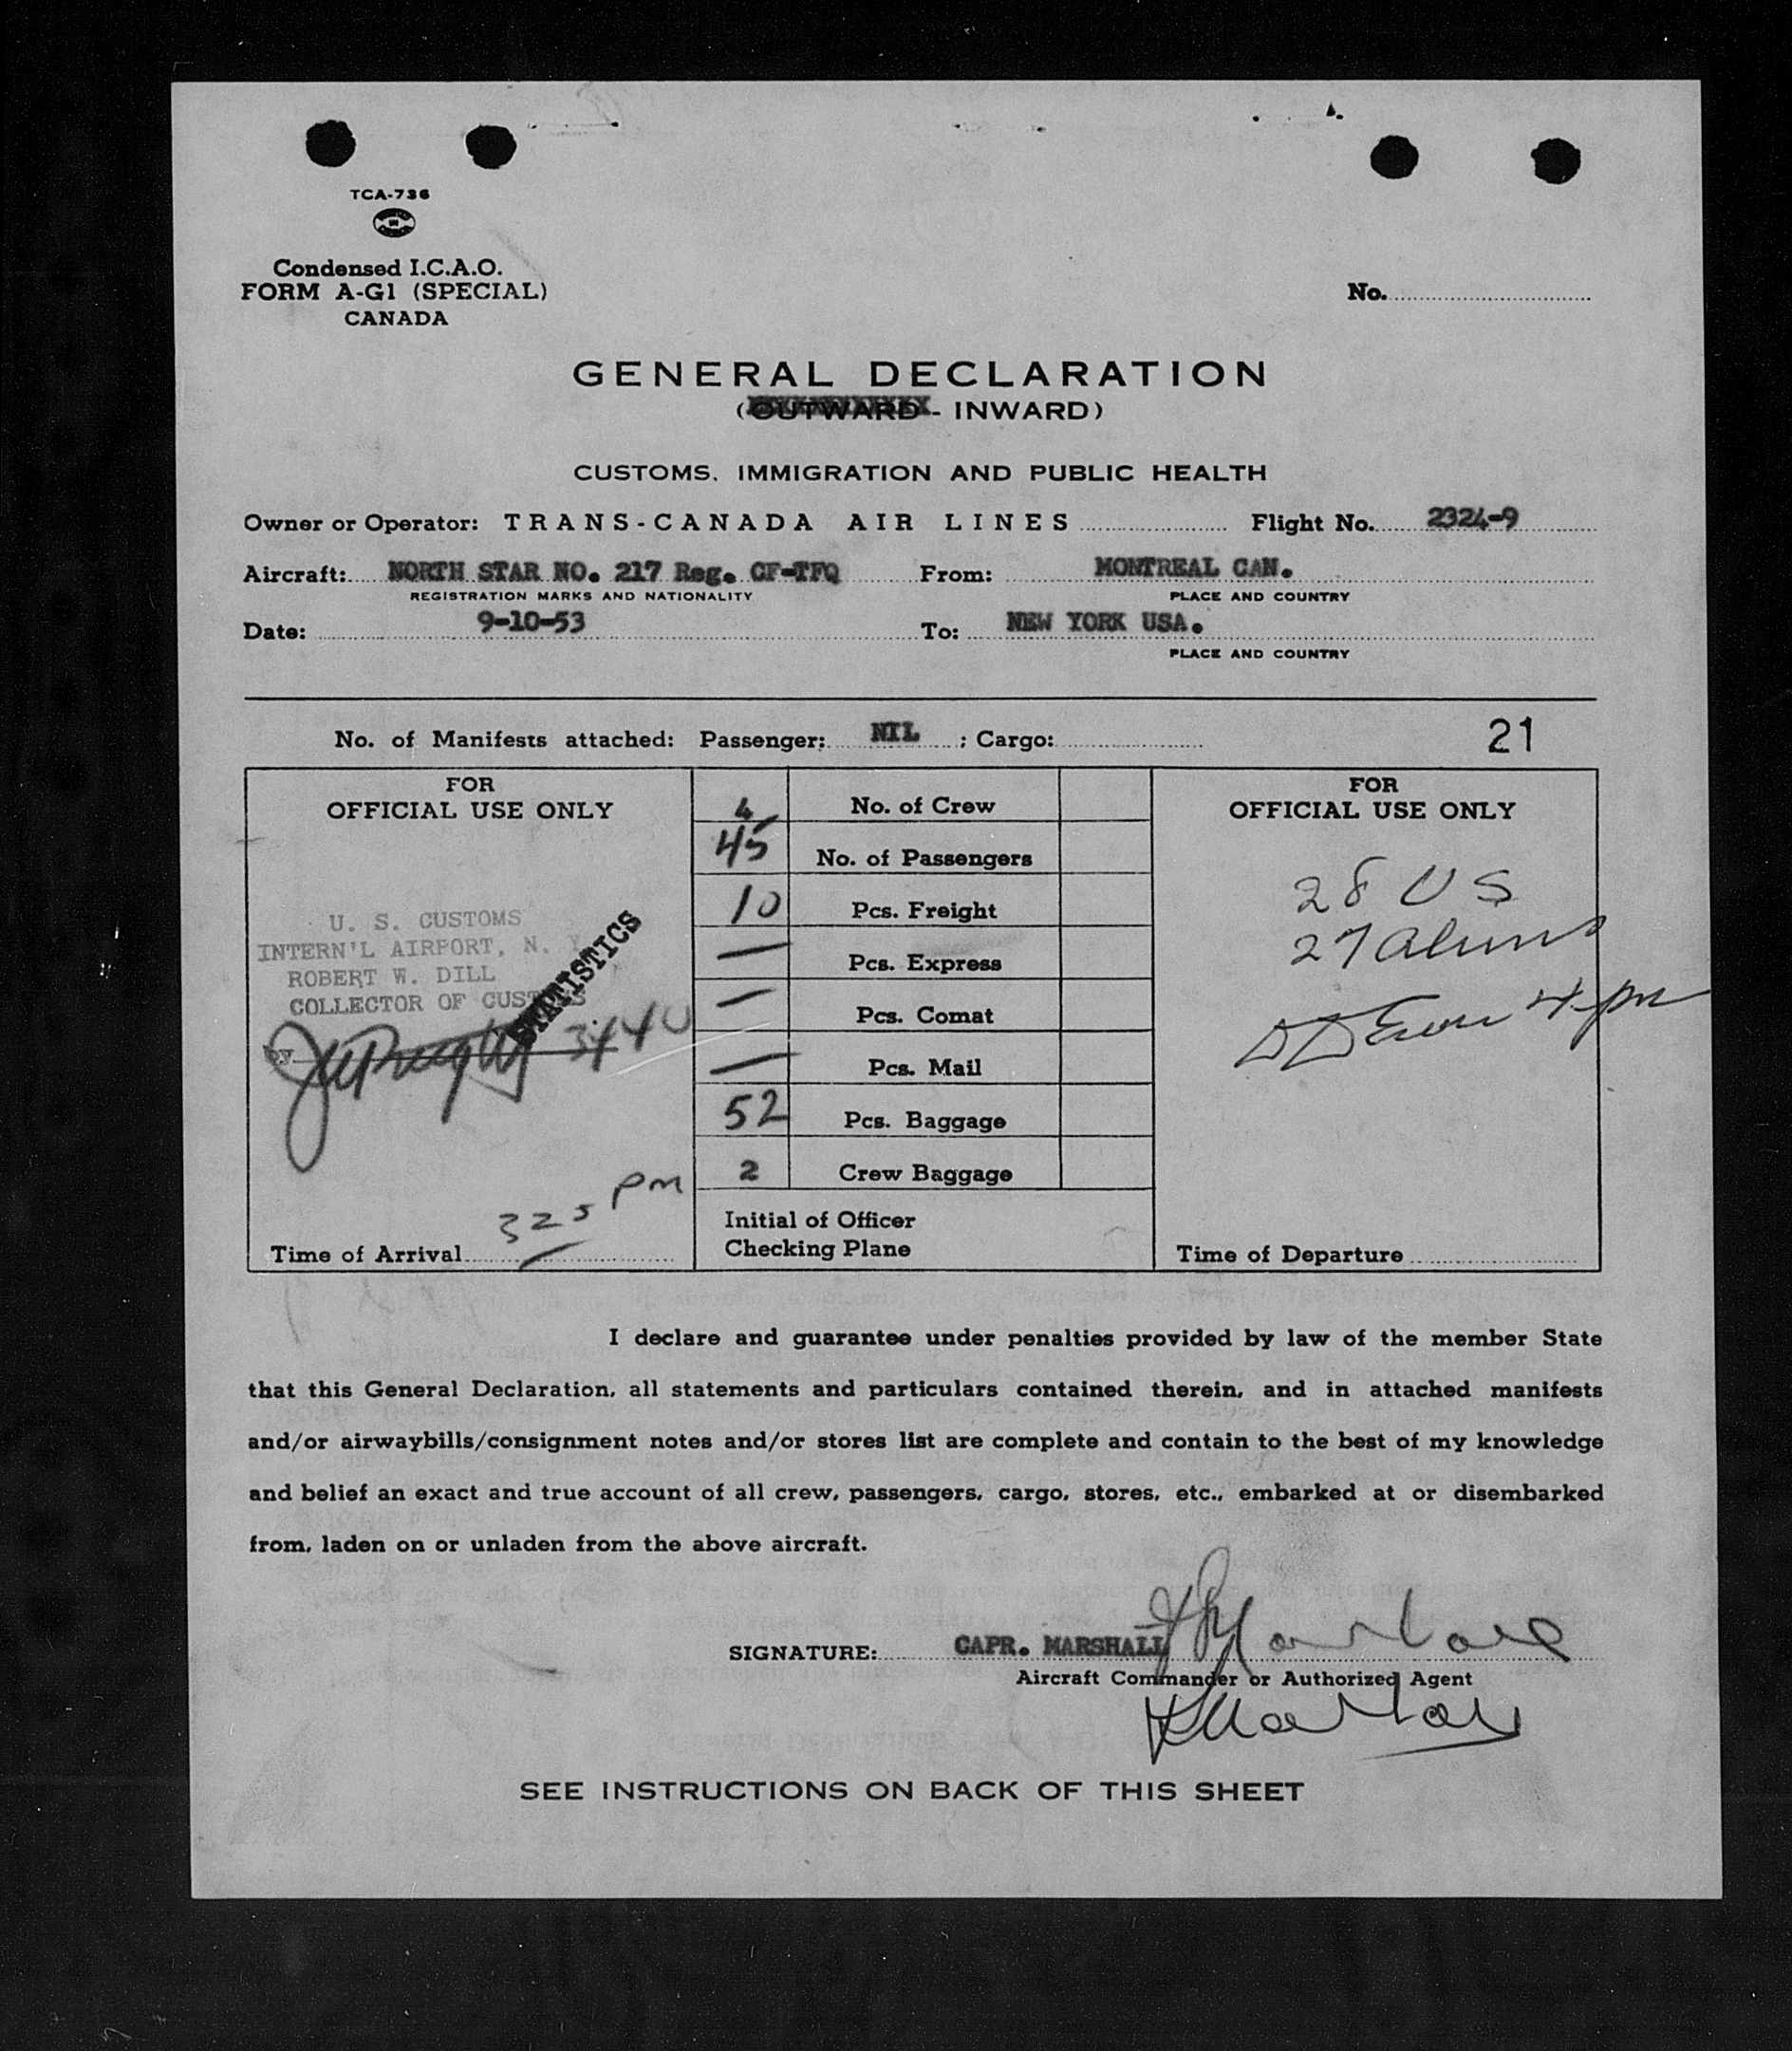 TCA-736
Condensed I.C.A.O.
FORM A-G1 (SPECIAL)
CANADA
No.
GENERAL DECLARATION
(OUTWARD - INWARD)
CUSTOMS, IMMIGRATION AND PUBLIC HEALTH
Owner or Operator: TRANS-CANADA AIR LINES Flight No. 2324-9
Aircraft: NORTH STAR NO. 217 Reg. CF-TFQ From: MONTREAL CAN.
REGISTRATION MARKS AND NATIONALITY PLACE AND COUNTRY
Date: 9-10-53 To: NEW YORK USA.
PLACE AND COUNTRY
No. of Manifests attached: Passenger: NIL ; Cargo: 21
FOR
OFFICIAL USE ONLY
U. S. CUSTOMS
INTERN'L AIRPORT, N. Y.
ROBERT W. DILL
COLLECTOR OF CUSTOMS
STATISTICS
by 3440
325 pm
Time of Arrival
4 No. of Crew
45 No. of Passengers
10 Pcs. Freight
— Pcs. Express
— Pcs. Comat
— Pcs. Mail
52 Pcs. Baggage
2 Crew Baggage
Initial of Officer
Checking Plane
FOR
OFFICIAL USE ONLY
28 US
27 aliens
4 pm
Time of Departure
I declare and guarantee under penalties provided by law of the member State
that this General Declaration, all statements and particulars contained therein, and in attached manifests
and/or airwaybills/consignment notes and/or stores list are complete and contain to the best of my knowledge
and belief an exact and true account of all crew, passengers, cargo, stores, etc., embarked at or disembarked
from, laden on or unladen from the above aircraft.
SIGNATURE: CAPR. MARSHALL
Aircraft Commander or Authorized Agent
SEE INSTRUCTIONS ON BACK OF THIS SHEET